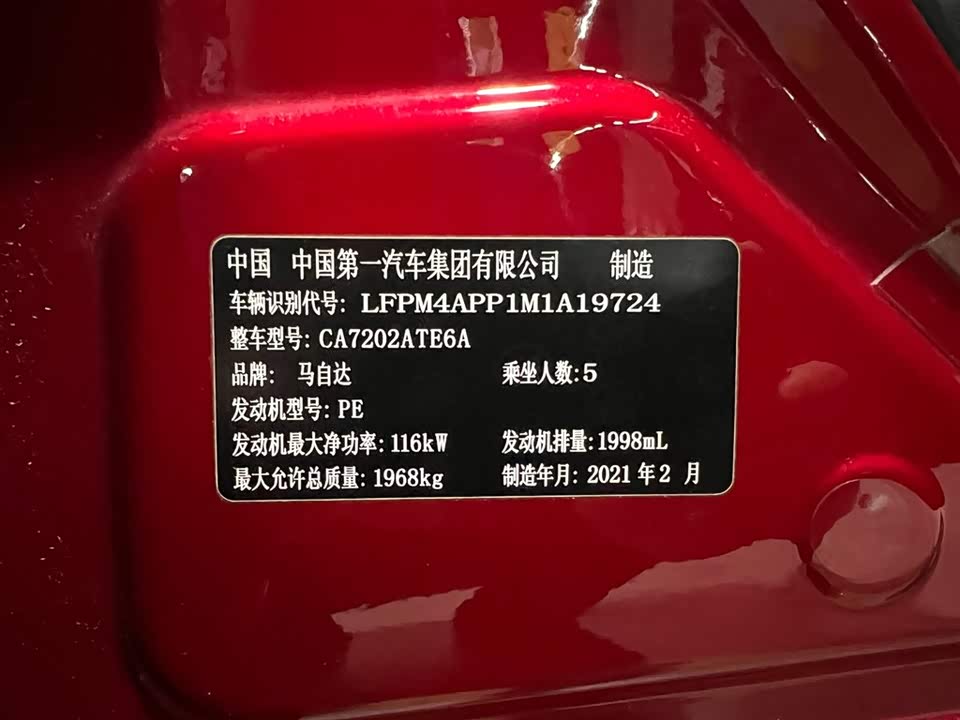 中国 中国第一汽车集团有限公司 制造
车辆识别代号: LFPM4APP1M1A19724
整车型号: CA7202ATE6A
品牌: 马自达 乘坐人数:5
发动机型号: PE
发动机最大净功率: 116kW 发动机排量: 1998mL
最大允许总质量: 1968kg 制造年月: 2021 年 2 月